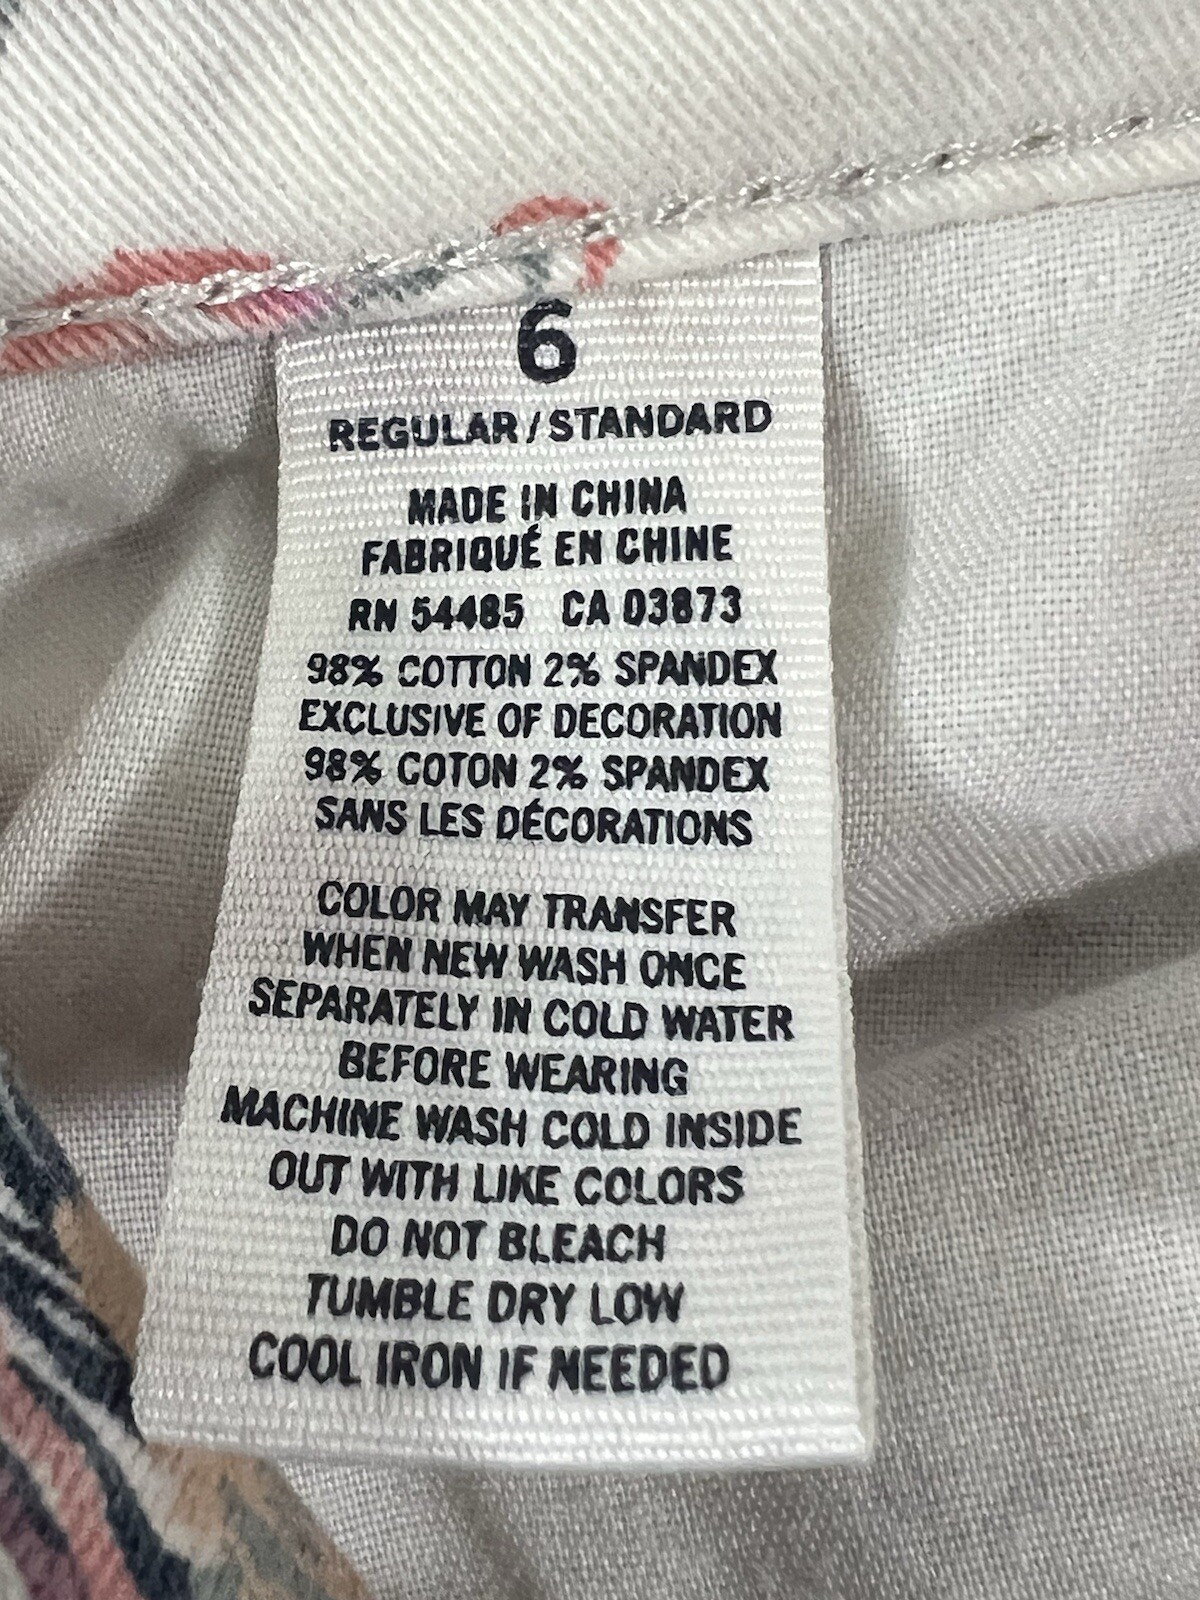 6
REGULAR / STANDARD
MADE IN CHINA
FABRIQUÉ EN CHINE
RN 54485 CA 03873
98% COTTON 2% SPANDEX
EXCLUSIVE OF DECORATION
98% COTON 2% SPANDEX
SANS LES DÉCORATIONS
COLOR MAY TRANSFER
WHEN NEW WASH ONCE
SEPARATELY IN COLD WATER
BEFORE WEARING
MACHINE WASH COLD INSIDE
OUT WITH LIKE COLORS
DO NOT BLEACH
TUMBLE DRY LOW
COOL IRON IF NEEDED